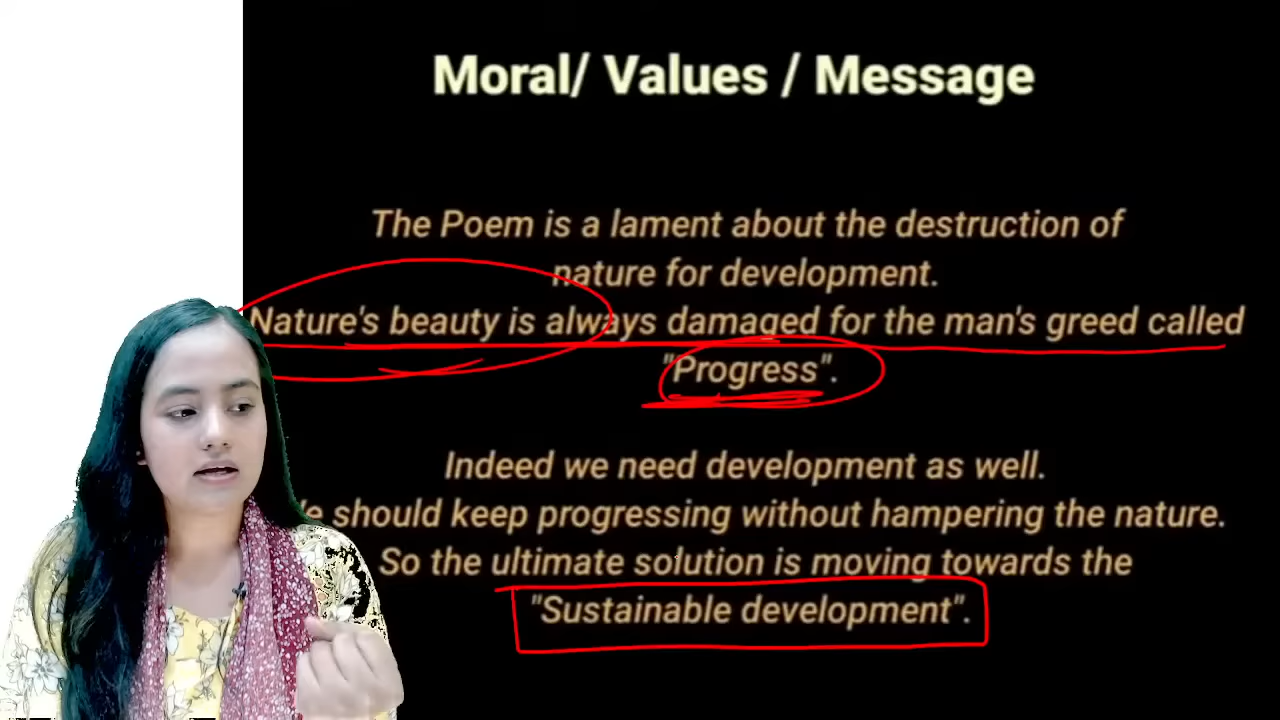 Moral/ Values / Message
The Poem is a lament about the destruction of
nature for development.
Nature's beauty is always damaged for the man's greed called
"Progress".
Indeed we need development as well.
should keep progressing without hampering the nature.
So the ultimate solution is moving towards the
"Sustainable development".